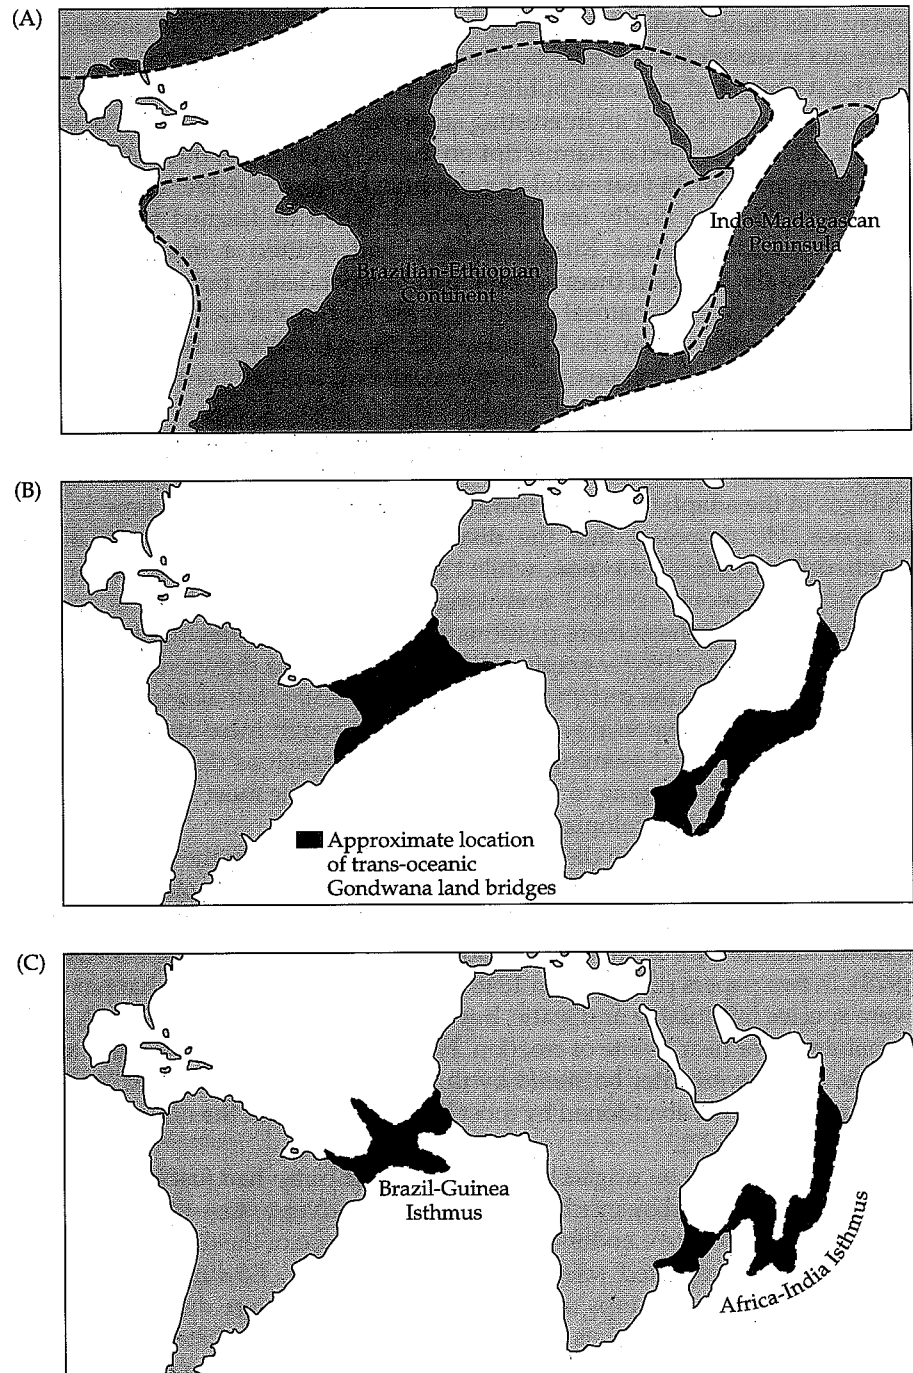 (A)
Indo-Madagascan
Peninsula
Brazilian-Ethiopian
Continent
(B)
Approximate location
of trans-oceanic
Gondwana land bridges
(C)
Brazil-Guinea
Isthmus
Africa-India Isthmus